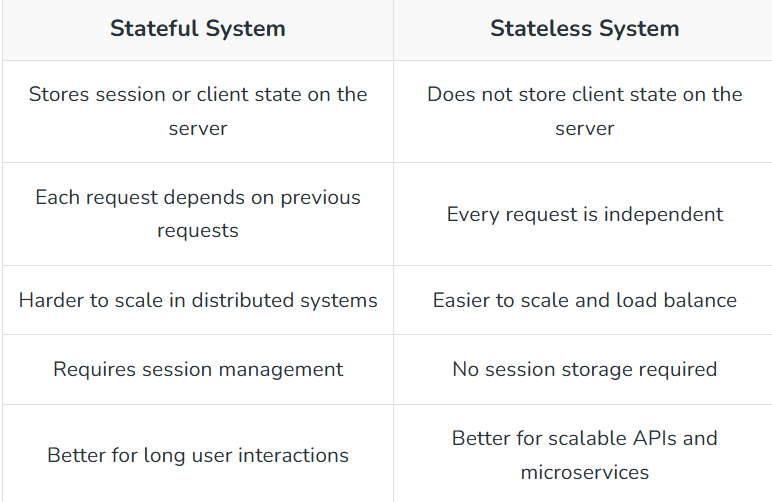 Stateful System
Stateless System
Stores session or client state on the
server
Does not store client state on the
server
Each request depends on previous
requests
Every request is independent
Harder to scale in distributed systems
Easier to scale and load balance
Requires session management
No session storage required
Better for long user interactions
Better for scalable APIs and
microservices